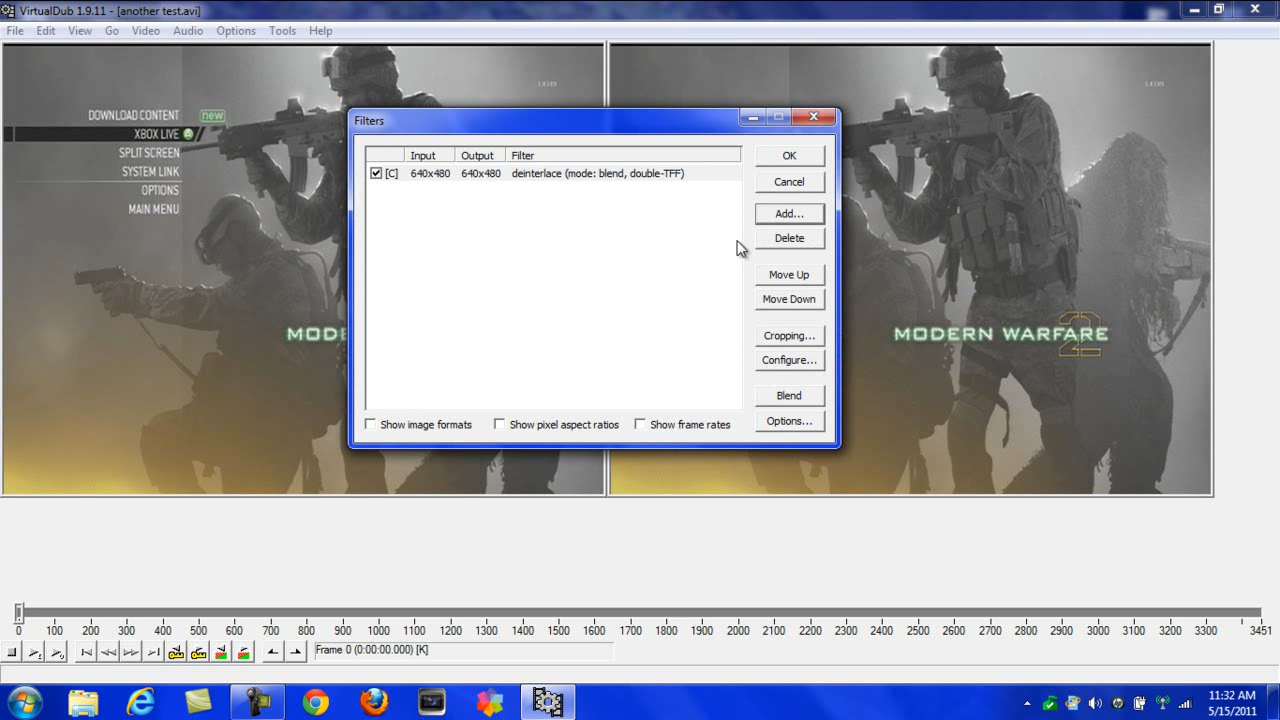 VirtualDub 1.9.11 - [another test.avi]
File Edit View Go Video Audio Options Tools Help
DOWNLOAD CONTENT new
XBOX LIVE A
SPLIT SCREEN
SYSTEM LINK
OPTIONS
MAIN MENU
MODE
MODERN WARFARE
2
Filters
Input Output Filter
[C] 640x480 640x480 deinterlace (mode: blend, double-TFF)
OK
Cancel
Add...
Delete
Move Up
Move Down
Cropping...
Configure...
Blend
Options...
Show image formats Show pixel aspect ratios Show frame rates
0 100 200 300 400 500 600 700 800 900 1000 1100 1200 1300 1400 1500 1600 1700 1800 1900 2000 2100 2200 2300 2400 2500 2600 2700 2800 2900 3000 3100 3200 3300 3451
Frame 0 (0:00:00.000) [K]
11:32 AM
5/15/2011